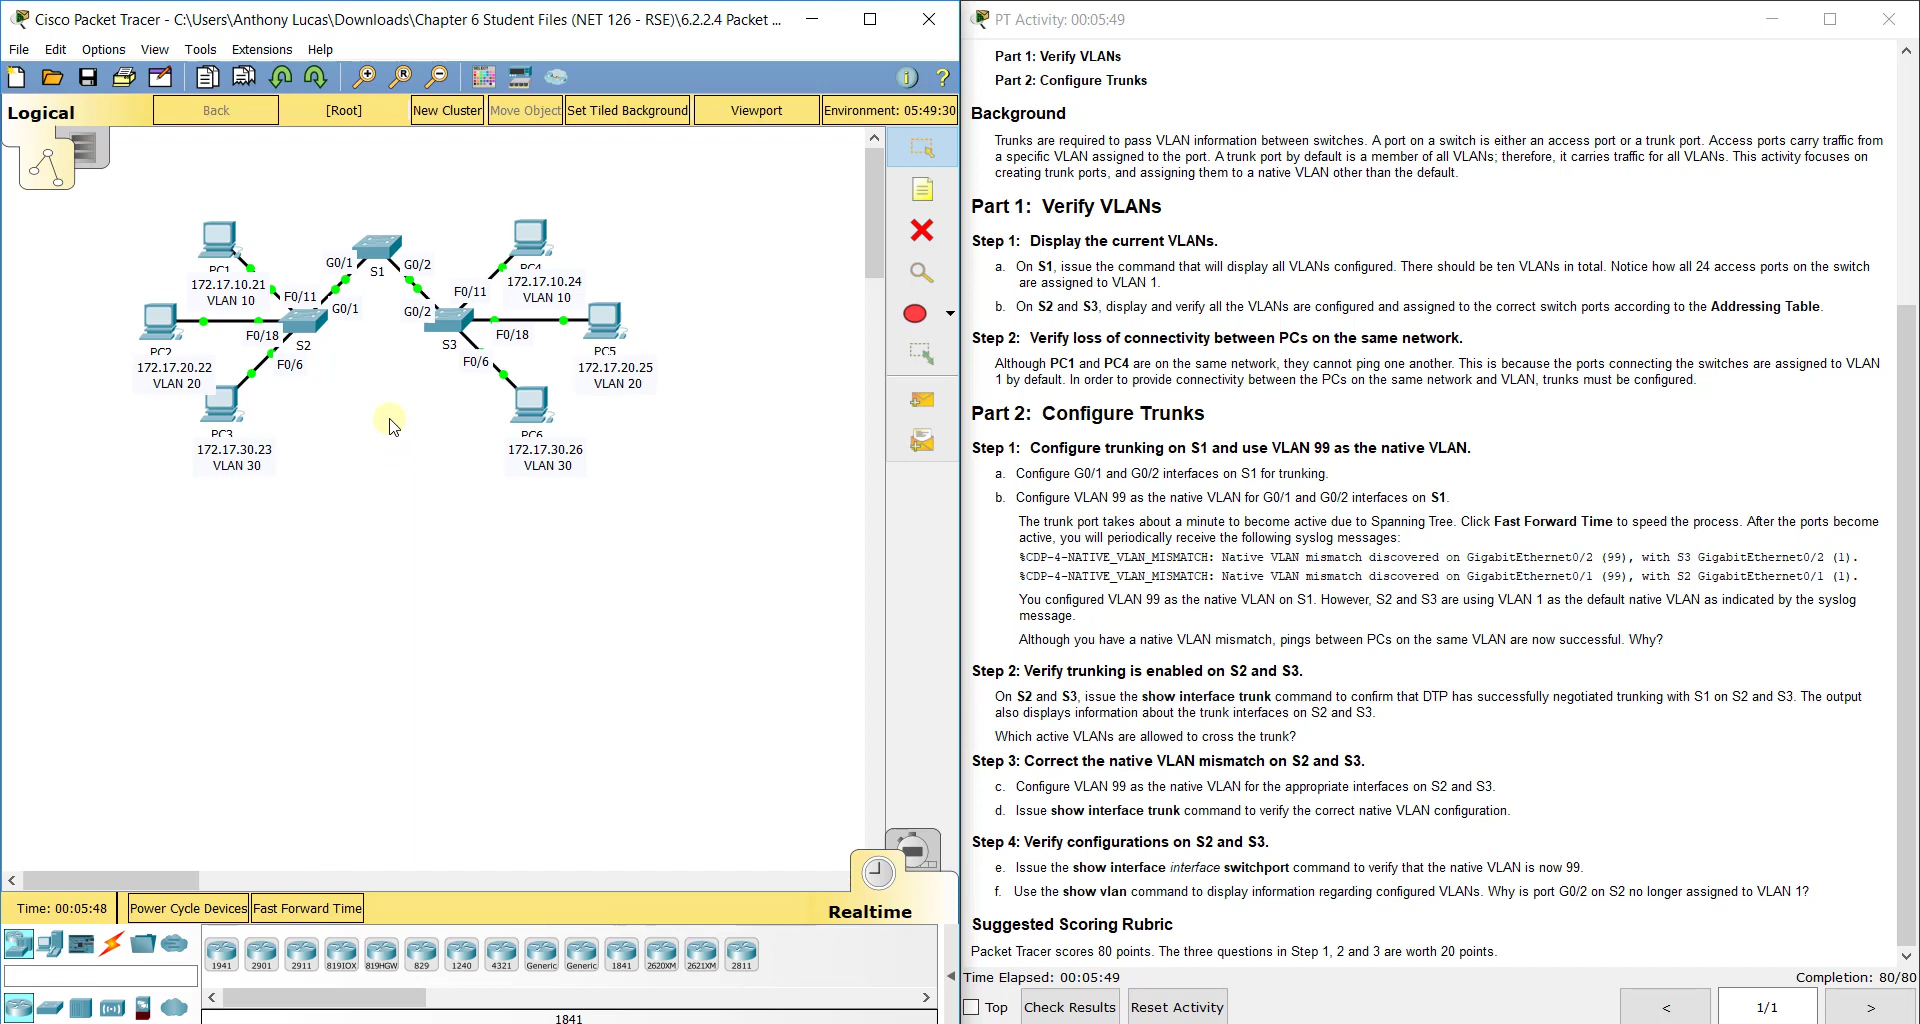 Cisco Packet Tracer - C:\Users\Anthony Lucas\Downloads\Chapter 6 Student Files (NET 126 - RSE)\6.2.2.4 Packet ...
File Edit Options View Tools Extensions Help
Logical
Back
[Root]
New Cluster
Move Object
Set Tiled Background
Viewport
Environment: 05:49:30
PC1
172.17.10.21
VLAN 10
G0/1
S1
G0/2
PC4
172.17.10.24
VLAN 10
F0/11
G0/1
F0/11
G0/2
PC2
172.17.20.22
VLAN 20
F0/18
S2
F0/6
S3
F0/18
F0/6
PC5
172.17.20.25
VLAN 20
PC3
172.17.30.23
VLAN 30
PC6
172.17.30.26
VLAN 30
Time: 00:05:48
Power Cycle Devices
Fast Forward Time
Realtime
1941 2901 2911 819IOX 819HGW 829 1240 4321 Generic Generic 1841 2620XM 2621XM 2811
1841
PT Activity: 00:05:49
Part 1: Verify VLANs
Part 2: Configure Trunks
Background
Trunks are required to pass VLAN information between switches. A port on a switch is either an access port or a trunk port. Access ports carry traffic from
a specific VLAN assigned to the port. A trunk port by default is a member of all VLANs; therefore, it carries traffic for all VLANs. This activity focuses on
creating trunk ports, and assigning them to a native VLAN other than the default.
Part 1: Verify VLANs
Step 1: Display the current VLANs.
a. On S1, issue the command that will display all VLANs configured. There should be ten VLANs in total. Notice how all 24 access ports on the switch
are assigned to VLAN 1.
b. On S2 and S3, display and verify all the VLANs are configured and assigned to the correct switch ports according to the Addressing Table.
Step 2: Verify loss of connectivity between PCs on the same network.
Although PC1 and PC4 are on the same network, they cannot ping one another. This is because the ports connecting the switches are assigned to VLAN
1 by default. In order to provide connectivity between the PCs on the same network and VLAN, trunks must be configured.
Part 2: Configure Trunks
Step 1: Configure trunking on S1 and use VLAN 99 as the native VLAN.
a. Configure G0/1 and G0/2 interfaces on S1 for trunking.
b. Configure VLAN 99 as the native VLAN for G0/1 and G0/2 interfaces on S1.
The trunk port takes about a minute to become active due to Spanning Tree. Click Fast Forward Time to speed the process. After the ports become
active, you will periodically receive the following syslog messages:
%CDP-4-NATIVE_VLAN_MISMATCH: Native VLAN mismatch discovered on GigabitEthernet0/2 (99), with S3 GigabitEthernet0/2 (1).
%CDP-4-NATIVE_VLAN_MISMATCH: Native VLAN mismatch discovered on GigabitEthernet0/1 (99), with S2 GigabitEthernet0/1 (1).
You configured VLAN 99 as the native VLAN on S1. However, S2 and S3 are using VLAN 1 as the default native VLAN as indicated by the syslog
message.
Although you have a native VLAN mismatch, pings between PCs on the same VLAN are now successful. Why?
Step 2: Verify trunking is enabled on S2 and S3.
On S2 and S3, issue the show interface trunk command to confirm that DTP has successfully negotiated trunking with S1 on S2 and S3. The output
also displays information about the trunk interfaces on S2 and S3.
Which active VLANs are allowed to cross the trunk?
Step 3: Correct the native VLAN mismatch on S2 and S3.
c. Configure VLAN 99 as the native VLAN for the appropriate interfaces on S2 and S3.
d. Issue show interface trunk command to verify the correct native VLAN configuration.
Step 4: Verify configurations on S2 and S3.
e. Issue the show interface interface switchport command to verify that the native VLAN is now 99.
f. Use the show vlan command to display information regarding configured VLANs. Why is port G0/2 on S2 no longer assigned to VLAN 1?
Suggested Scoring Rubric
Packet Tracer scores 80 points. The three questions in Step 1, 2 and 3 are worth 20 points.
Time Elapsed: 00:05:49
Completion: 80/80
Top
Check Results
Reset Activity
<
1/1
>